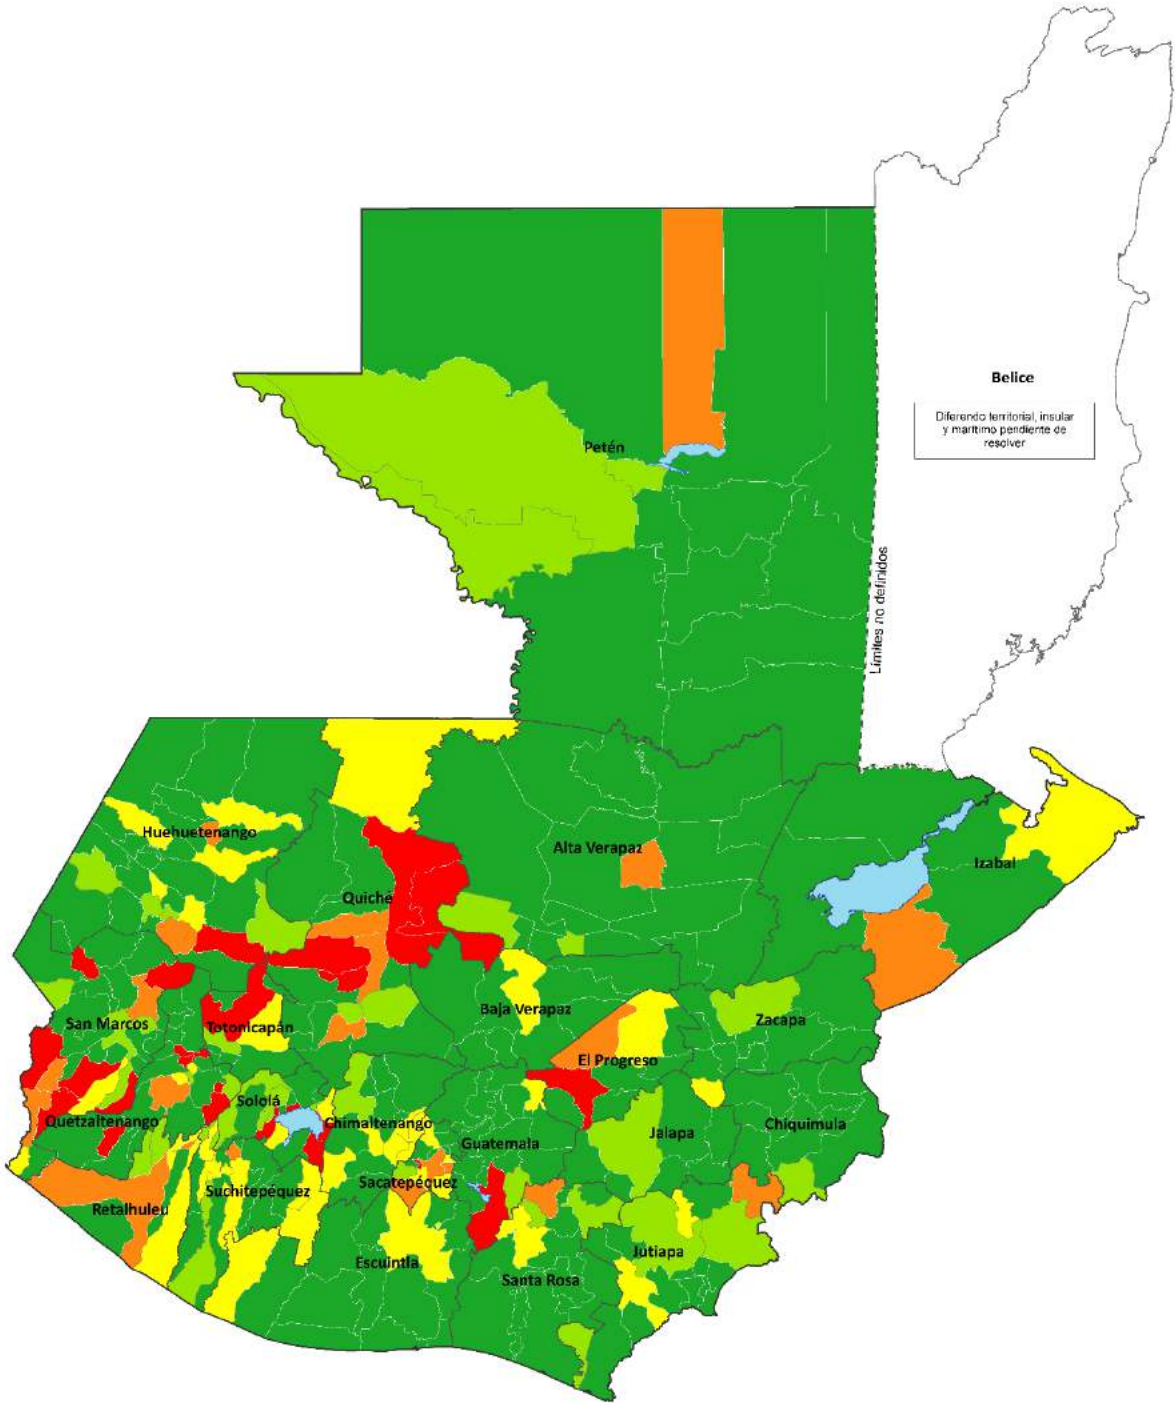 Belice
Diferendo territorial, insular
y marítimo pendiente de
resolver
Petén
Límites no definidos
Huehuetenango
Alta Verapaz
Izabal
Quiché
Baja Verapaz
San Marcos
Totonicapán
Zacapa
El Progreso
Sololá
Quetzaltenango
Chimaltenango
Jalapa
Chiquimula
Guatemala
Sacatepéquez
Suchitepéquez
Retalhuleu
Jutiapa
Escuintla
Santa Rosa